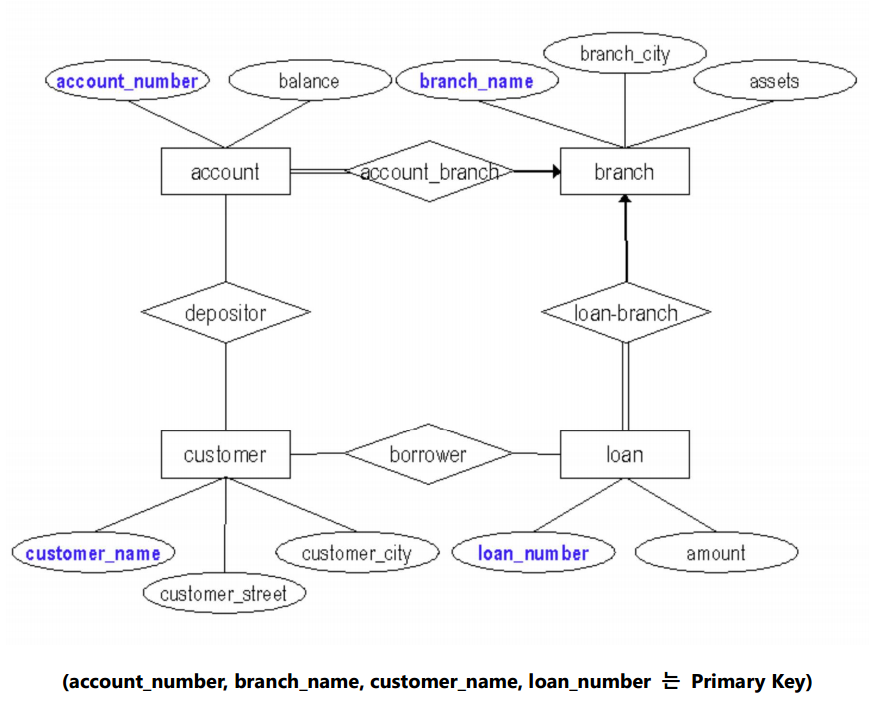 branch_city
account_number
balance
branch_name
assets
account
account_branch
branch
depositor
loan-branch
customer
borrower
loan
customer_name
customer_city
loan_number
amount
customer_street
(account_number, branch_name, customer_name, loan_number 는 Primary Key)